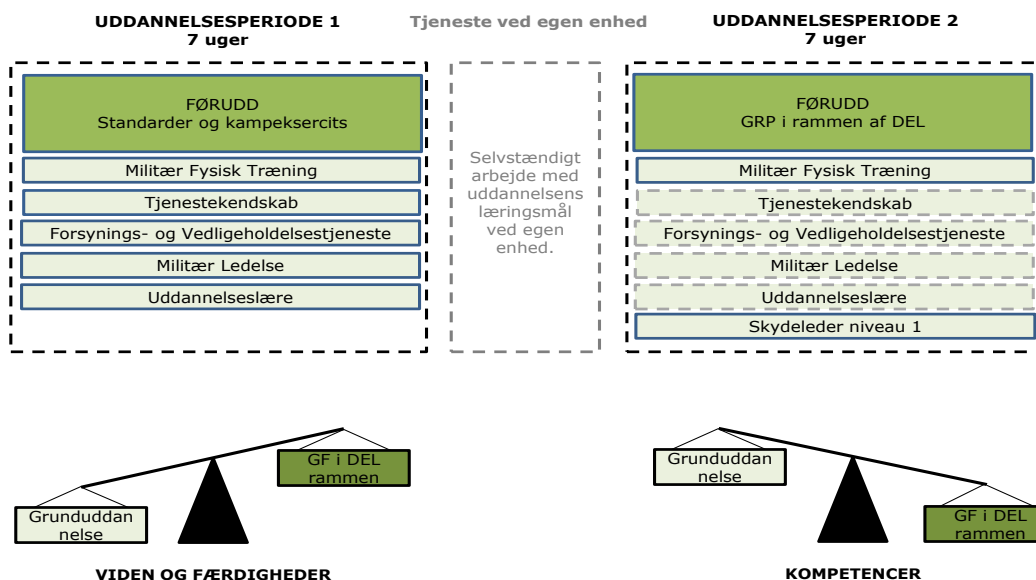 UDDANNELSESPERIODE 1
7 uger
FØRUDD
Standarder og kampeksercits
Militær Fysisk Træning
Tjenestekendskab
Forsynings- og Vedligeholdelsestjeneste
Militær Ledelse
Uddannelseslære
Tjeneste ved egen enhed
Selvstændigt
arbejde med
uddannelsens
læringsmål
ved egen
enhed.
UDDANNELSESPERIODE 2
7 uger
FØRUDD
GRP i rammen af DEL
Militær Fysisk Træning
Tjenestekendskab
Forsynings- og Vedligeholdelsestjeneste
Militær Ledelse
Uddannelseslære
Skydeleder niveau 1
GF i DEL
rammen
Grunduddan
nelse
VIDEN OG FÆRDIGHEDER
Grunduddan
nelse
GF i DEL
rammen
KOMPETENCER